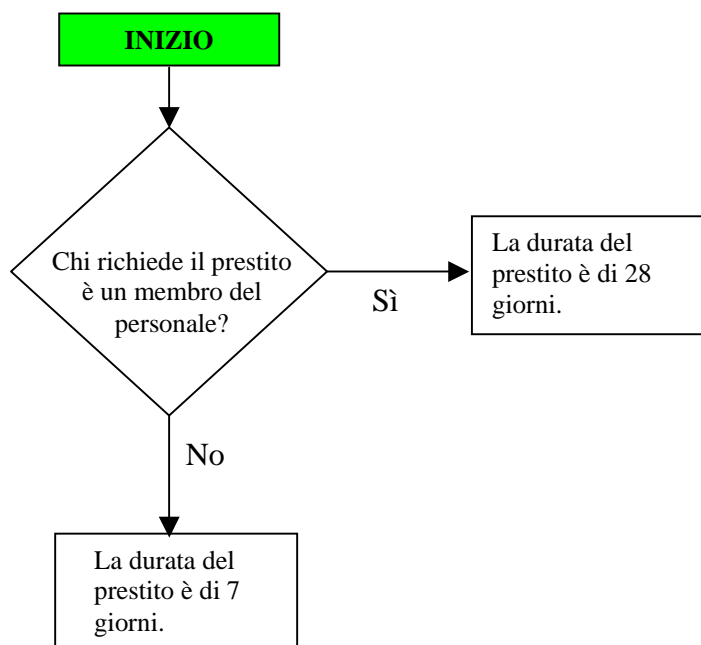 INIZIO
Chi richiede il prestito
è un membro del
personale?
Sì
La durata del
prestito è di 28
giorni.
No
La durata del
prestito è di 7
giorni.